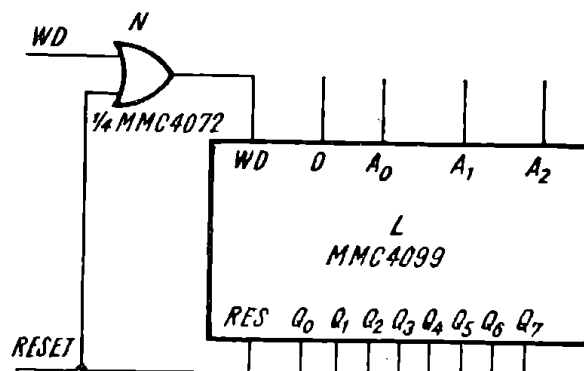 N
WD
¼ MMC4072
WD D A₀ A₁ A₂
L
MMC4099
RES Q₀ Q₁ Q₂ Q₃ Q₄ Q₅ Q₆ Q₇
RESET